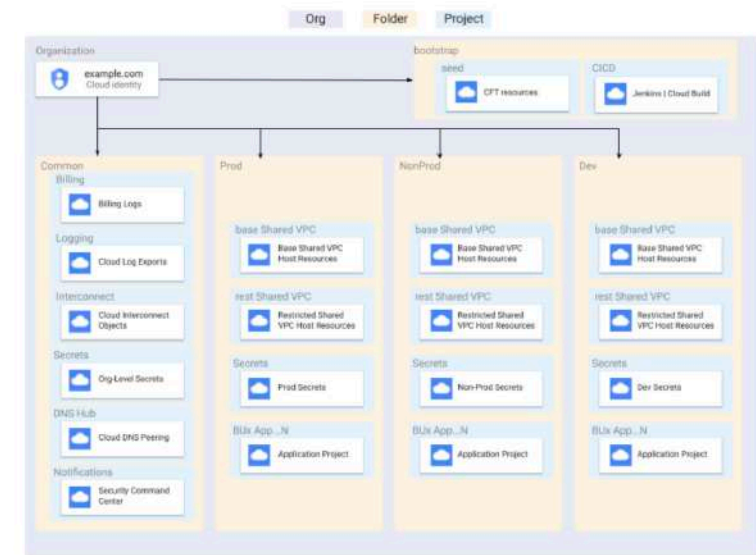 Org Folder Project
Organization
example.com
Cloud identity
bootstrap
seed
CFT resources
CICD
Jenkins | Cloud Build
Common
Billing
Billing Logs
Logging
Cloud Log Exports
Interconnect
Cloud Interconnect
Objects
Secrets
Org-Level Secrets
DNS Hub
Cloud DNS Peering
Notifications
Security Command
Center
Prod
base Shared VPC
Base Shared VPC
Host Resources
rest Shared VPC
Restricted Shared
VPC Host Resources
Secrets
Prod Secrets
BUx App...N
Application Project
NonProd
base Shared VPC
Base Shared VPC
Host Resources
rest Shared VPC
Restricted Shared
VPC Host Resources
Secrets
Non-Prod Secrets
BUx App...N
Application Project
Dev
base Shared VPC
Base Shared VPC
Host Resources
rest Shared VPC
Restricted Shared
VPC Host Resources
Secrets
Dev Secrets
BUx App...N
Application Project